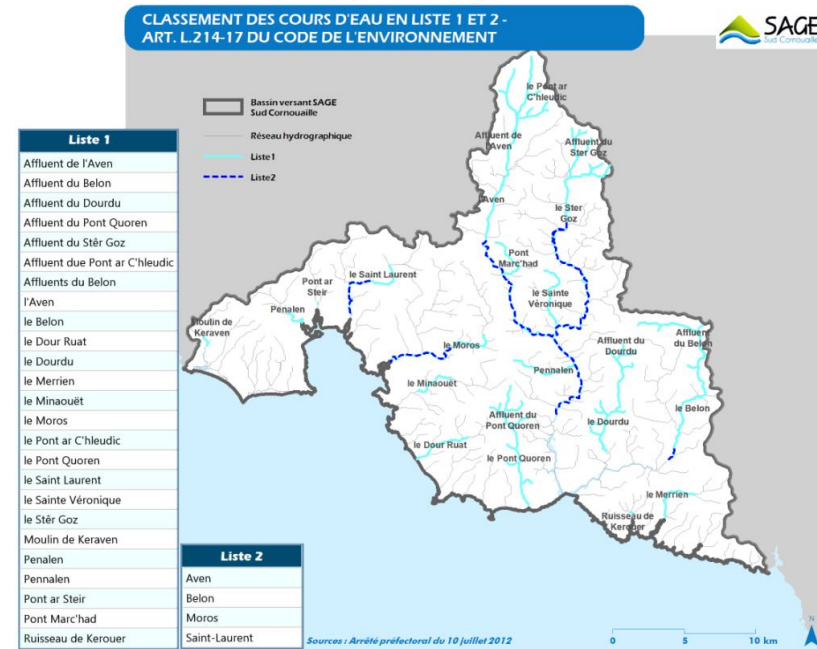 CLASSEMENT DES COURS D'EAU EN LISTE 1 ET 2 -
ART. L.214-17 DU CODE DE L'ENVIRONNEMENT
SAGE
Sud Cornouaille
Bassin versant SAGE
Sud Cornouaille
Réseau hydrographique
Liste1
Liste2
Liste 1
Affluent de l'Aven
Affluent du Belon
Affluent du Dourdu
Affluent du Pont Quoren
Affluent du Stêr Goz
Affluent due Pont ar C'hleudic
Affluents du Belon
l'Aven
le Belon
le Dour Ruat
le Dourdu
le Merrien
le Minaouët
le Moros
le Pont ar C'hleudic
le Pont Quoren
le Saint Laurent
le Sainte Véronique
le Stêr Goz
Moulin de Keraven
Penalen
Pennalen
Pont ar Steir
Pont Marc'had
Ruisseau de Kerouer
Liste 2
Aven
Belon
Moros
Saint-Laurent
le Pont ar
C'hleudic
Affluent de
l'Aven
Affluent du
Ster Goz
l'Aven
le Ster
Goz
Pont
Marc'had
le Saint Laurent
Pont ar
Steir
le Sainte
Véronique
Penalen
Moulin de
Keraven
Affluent
du Belon
Affluent du
Dourdu
le Moros
Pennalen
le Minaouët
le Belon
Affluent du
Pont Quoren
le Dourdu
le Dour Ruat
le Pont Quoren
le Merrien
Ruisseau de
Kerouer
Sources : Arrêté préfectoral du 10 juillet 2012
0 5 10 km
N